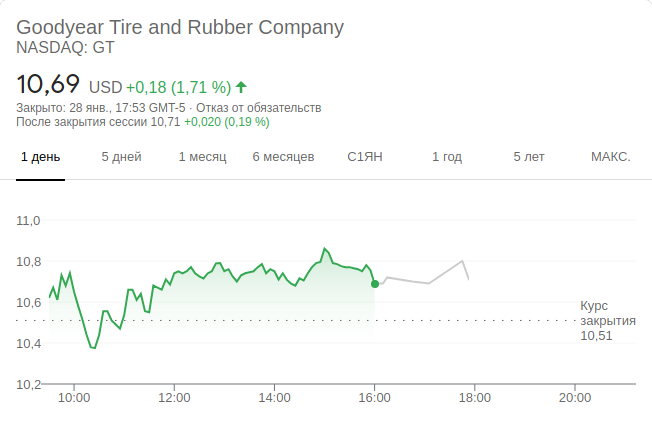 Goodyear Tire and Rubber Company
NASDAQ: GT
10,69 USD +0,18 (1,71 %)
Закрыто: 28 янв., 17:53 GMT-5 · Отказ от обязательств
После закрытия сессии 10,71 +0,020 (0,19 %)
1 день 5 дней 1 месяц 6 месяцев С1ЯН 1 год 5 лет МАКС.
11,0
10,8
10,6
10,4
10,2
Курс
закрытия
10,51
10:00 12:00 14:00 16:00 18:00 20:00